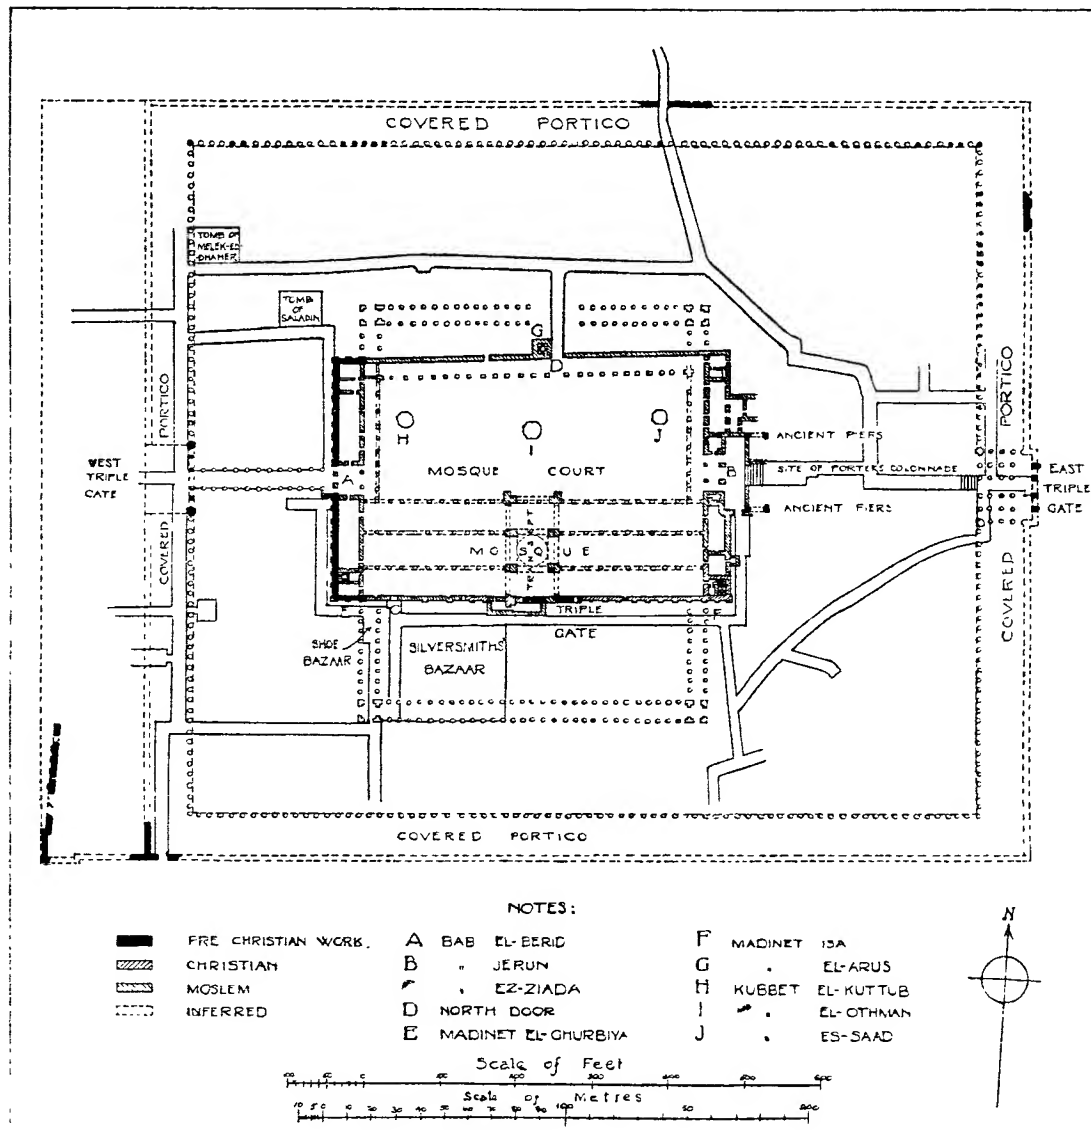 COVERED PORTICO
TOMB OF
MELEK-ED-
DHAHER
TOMB
OF
SALADIN
G
D
PORTICO
PORTICO
H
I
J
ANCIENT PIERS
WEST
TRIPLE
GATE
A
MOSQUE COURT
B
SITE OF PORTERS COLONNADE
EAST
TRIPLE
GATE
ANCIENT PIERS
TRANSEPT
MOSQUE
COVERED
COVERED
TRIPLE
GATE
SHOE
BAZAAR
SILVERSMITHS'
BAZAAR
COVERED PORTICO
NOTES:
PRE CHRISTIAN WORK.
CHRISTIAN
MOSLEM
INFERRED
A BAB EL-BERID
B " JERUN
" EZ-ZIADA
D NORTH DOOR
E MADINET EL-GHURBIYA
F MADINET ISA
G " EL-ARUS
H KUBBET EL-KUTTUB
I " EL-OTHMAN
J " ES-SAAD
N
Scale of Feet
Scale of Metres